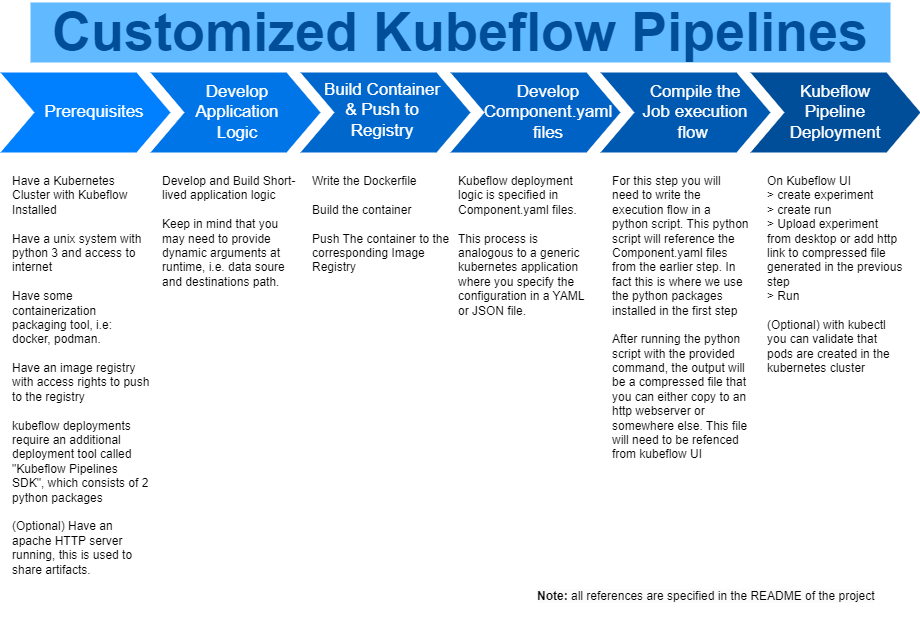 Customized Kubeflow Pipelines
Prerequisites
Develop
Application
Logic
Build Container
& Push to
Registry
Develop
Component.yaml
files
Compile the
Job execution
flow
Kubeflow
Pipeline
Deployment
Have a Kubernetes
Cluster with Kubeflow
Installed
Have a unix system with
python 3 and access to
internet
Have some
containerization
packaging tool, i.e:
docker, podman.
Have an image registry
with access rights to push
to the registry
kubeflow deployments
require an additional
deployment tool called
"Kubeflow Pipelines
SDK", which consists of 2
python packages
(Optional) Have an
apache HTTP server
running, this is used to
share artifacts.
Develop and Build Short-
lived application logic
Keep in mind that you
may need to provide
dynamic arguments at
runtime, i.e. data soure
and destinations path.
Write the Dockerfile
Build the container
Push The container to the
corresponding Image
Registry
Kubeflow deployment
logic is specified in
Component.yaml files.
This process is
analogous to a generic
kubernetes application
where you specify the
configuration in a YAML
or JSON file.
For this step you will
need to write the
execution flow in a
python script. This python
script will reference the
Component.yaml files
from the earlier step. In
fact this is where we use
the python packages
installed in the first step
After running the python
script with the provided
command, the output will
be a compressed file that
you can either copy to an
http webserver or
somewhere else. This file
will need to be refenced
from kubeflow UI
On Kubeflow UI
> create experiment
> create run
> Upload experiment
from desktop or add http
link to compressed file
generated in the previous
step
> Run
(Optional) with kubectl
you can validate that
pods are created in the
kubernetes cluster
Note: all references are specified in the README of the project